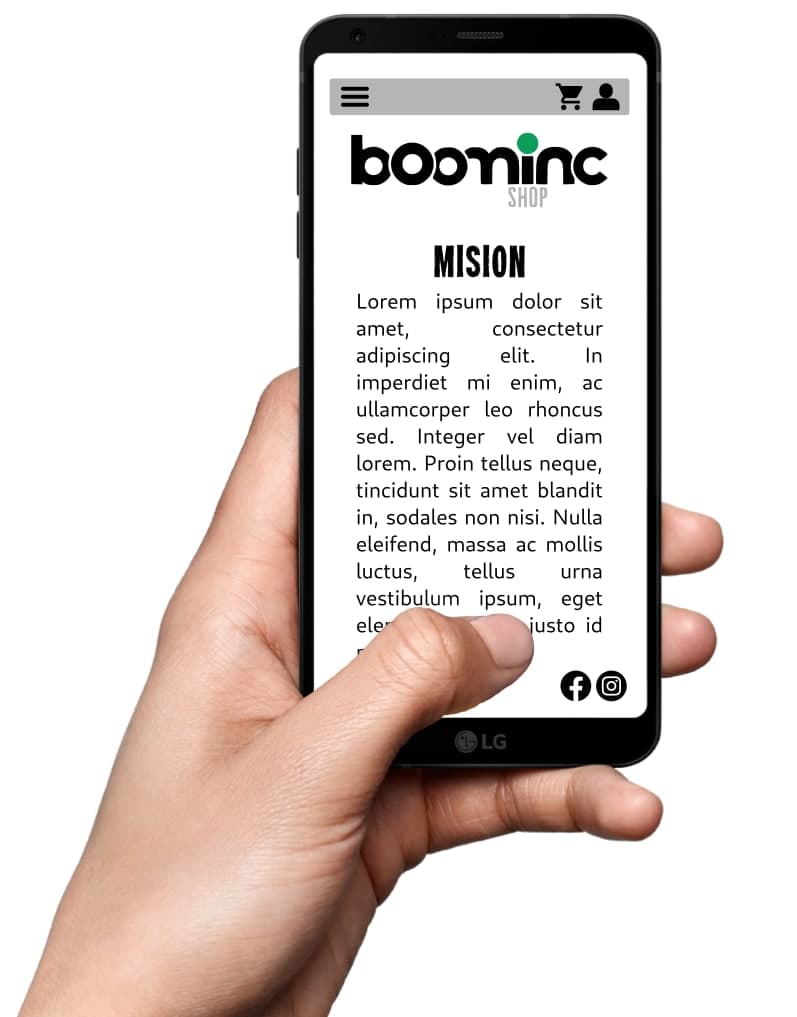 boominc
SHOP
MISION
Lorem ipsum dolor sit
amet, consectetur
adipiscing elit. In
imperdiet mi enim, ac
ullamcorper leo rhoncus
sed. Integer vel diam
lorem. Proin tellus neque,
tincidunt sit amet blandit
in, sodales non nisi. Nulla
eleifend, massa ac mollis
luctus, tellus urna
vestibulum ipsum, eget
justo id
LG